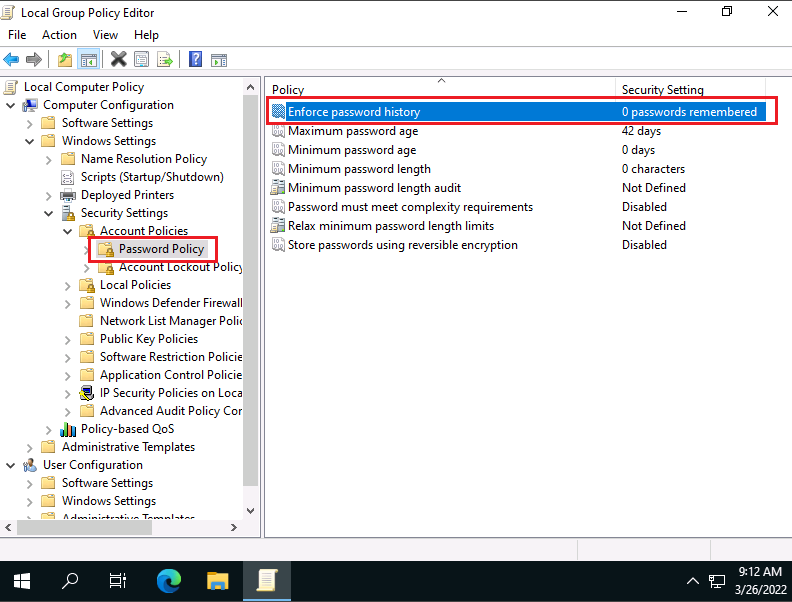 Local Group Policy Editor
File Action View Help
Local Computer Policy
Computer Configuration
Software Settings
Windows Settings
Name Resolution Policy
Scripts (Startup/Shutdown)
Deployed Printers
Security Settings
Account Policies
Password Policy
Account Lockout Policy
Local Policies
Windows Defender Firewall
Network List Manager Polic
Public Key Policies
Software Restriction Policie
Application Control Policie
IP Security Policies on Loca
Advanced Audit Policy Con
Policy-based QoS
Administrative Templates
User Configuration
Software Settings
Windows Settings
Administrative Templates
Policy Security Setting
Enforce password history 0 passwords remembered
Maximum password age 42 days
Minimum password age 0 days
Minimum password length 0 characters
Minimum password length audit Not Defined
Password must meet complexity requirements Disabled
Relax minimum password length limits Not Defined
Store passwords using reversible encryption Disabled
9:12 AM
3/26/2022